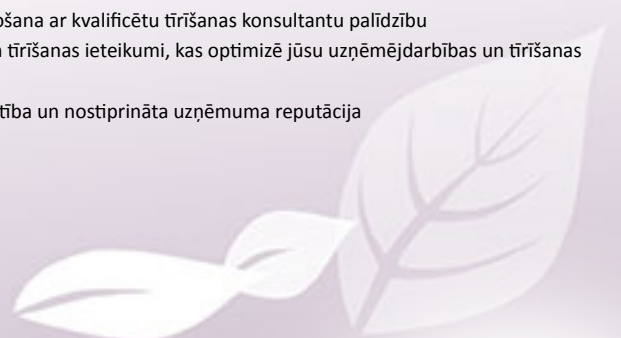 ošana ar kvalificētu tīrīšanas konsultantu palīdzību
tīrīšanas ieteikumi, kas optimizē jūsu uzņēmējdarbības un tīrīšanas
tība un nostiprināta uzņēmuma reputācija